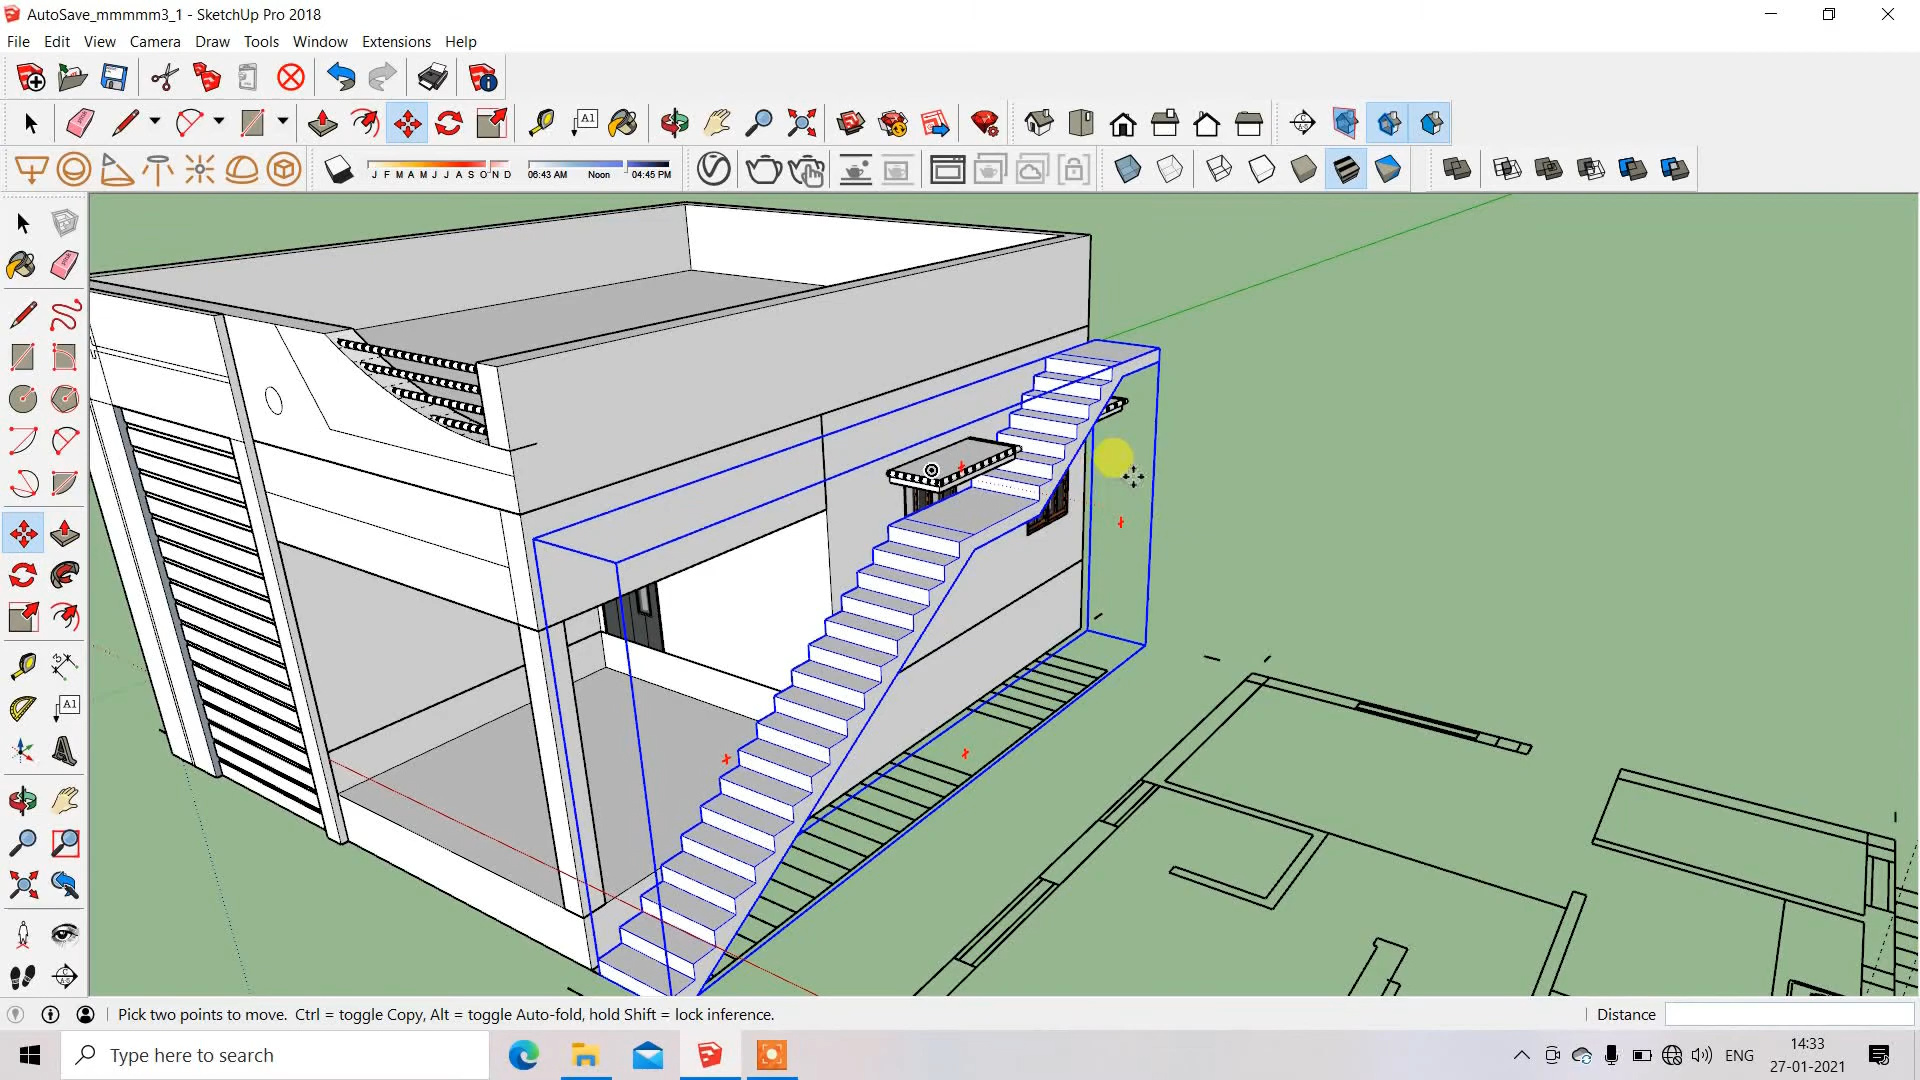 AutoSave_mmmmm3_1 - SketchUp Pro 2018
File Edit View Camera Draw Tools Window Extensions Help
A1
J F M A M J J A S O N D 06:43 AM Noon 04:45 PM
A1
Pick two points to move. Ctrl = toggle Copy, Alt = toggle Auto-fold, hold Shift = lock inference.
Distance
Type here to search
ENG
14:33
27-01-2021